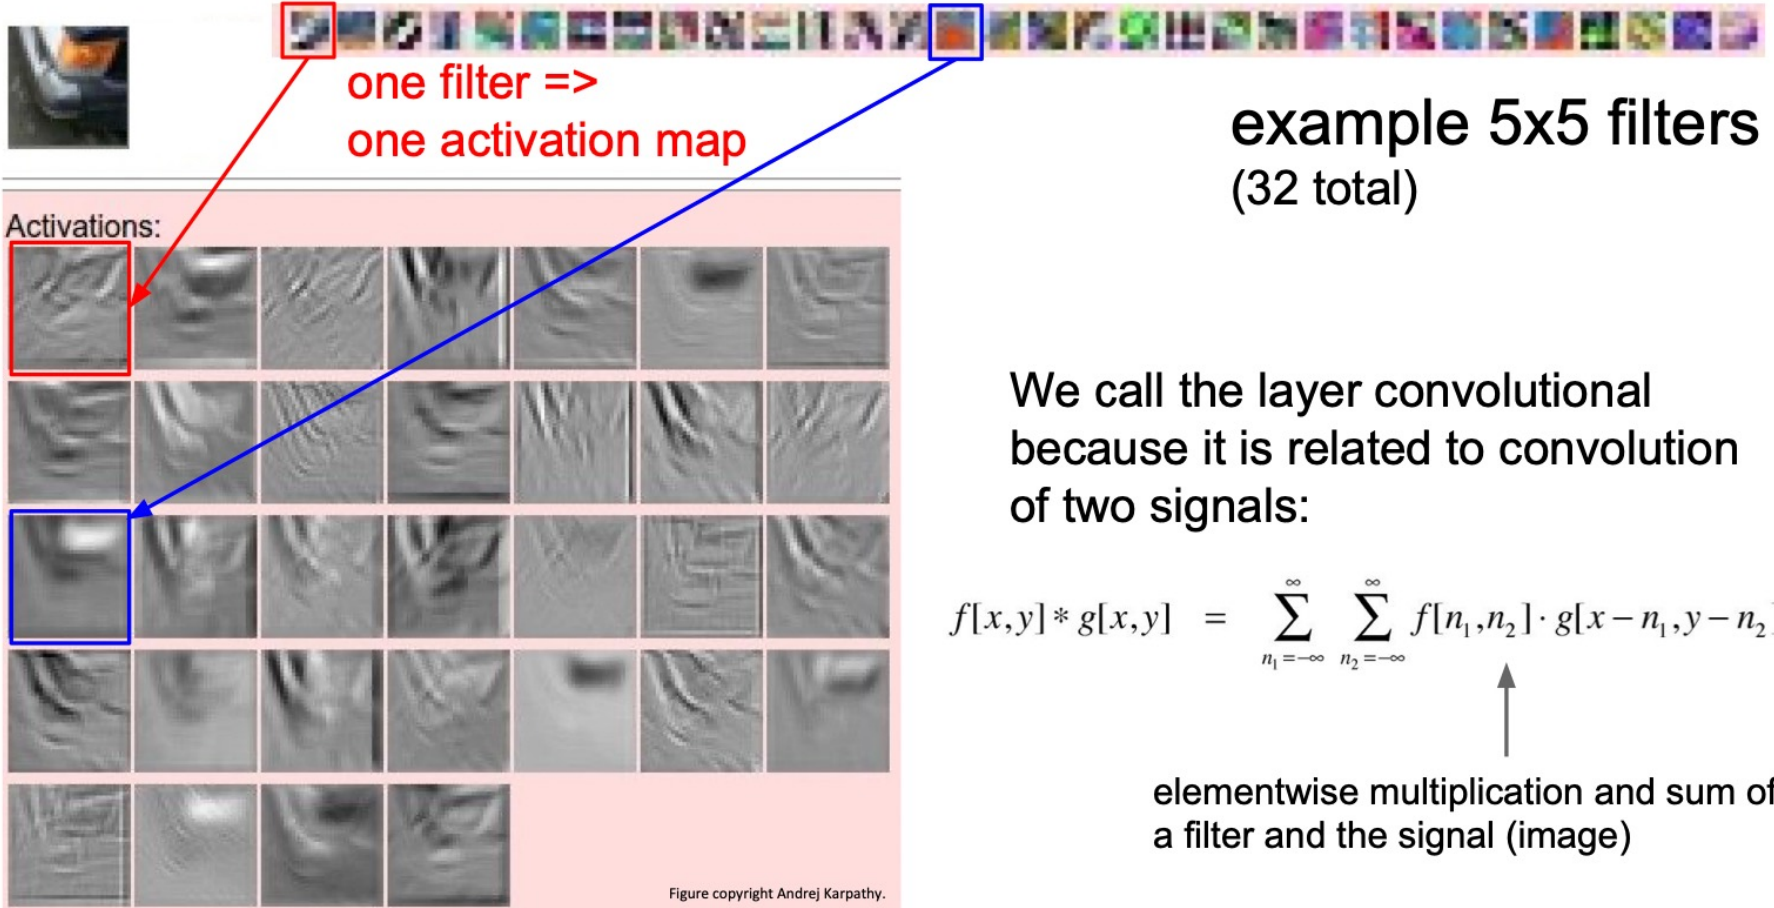 one filter =>
one activation map
example 5x5 filters
(32 total)
Activations:
We call the layer convolutional
because it is related to convolution
of two signals:
f[x,y] * g[x,y] = ∑ n₁=−∞ ∞ ∑ n₂=−∞ ∞ f[n₁,n₂] · g[x − n₁, y − n₂]
elementwise multiplication and sum of
a filter and the signal (image)
Figure copyright Andrej Karpathy.